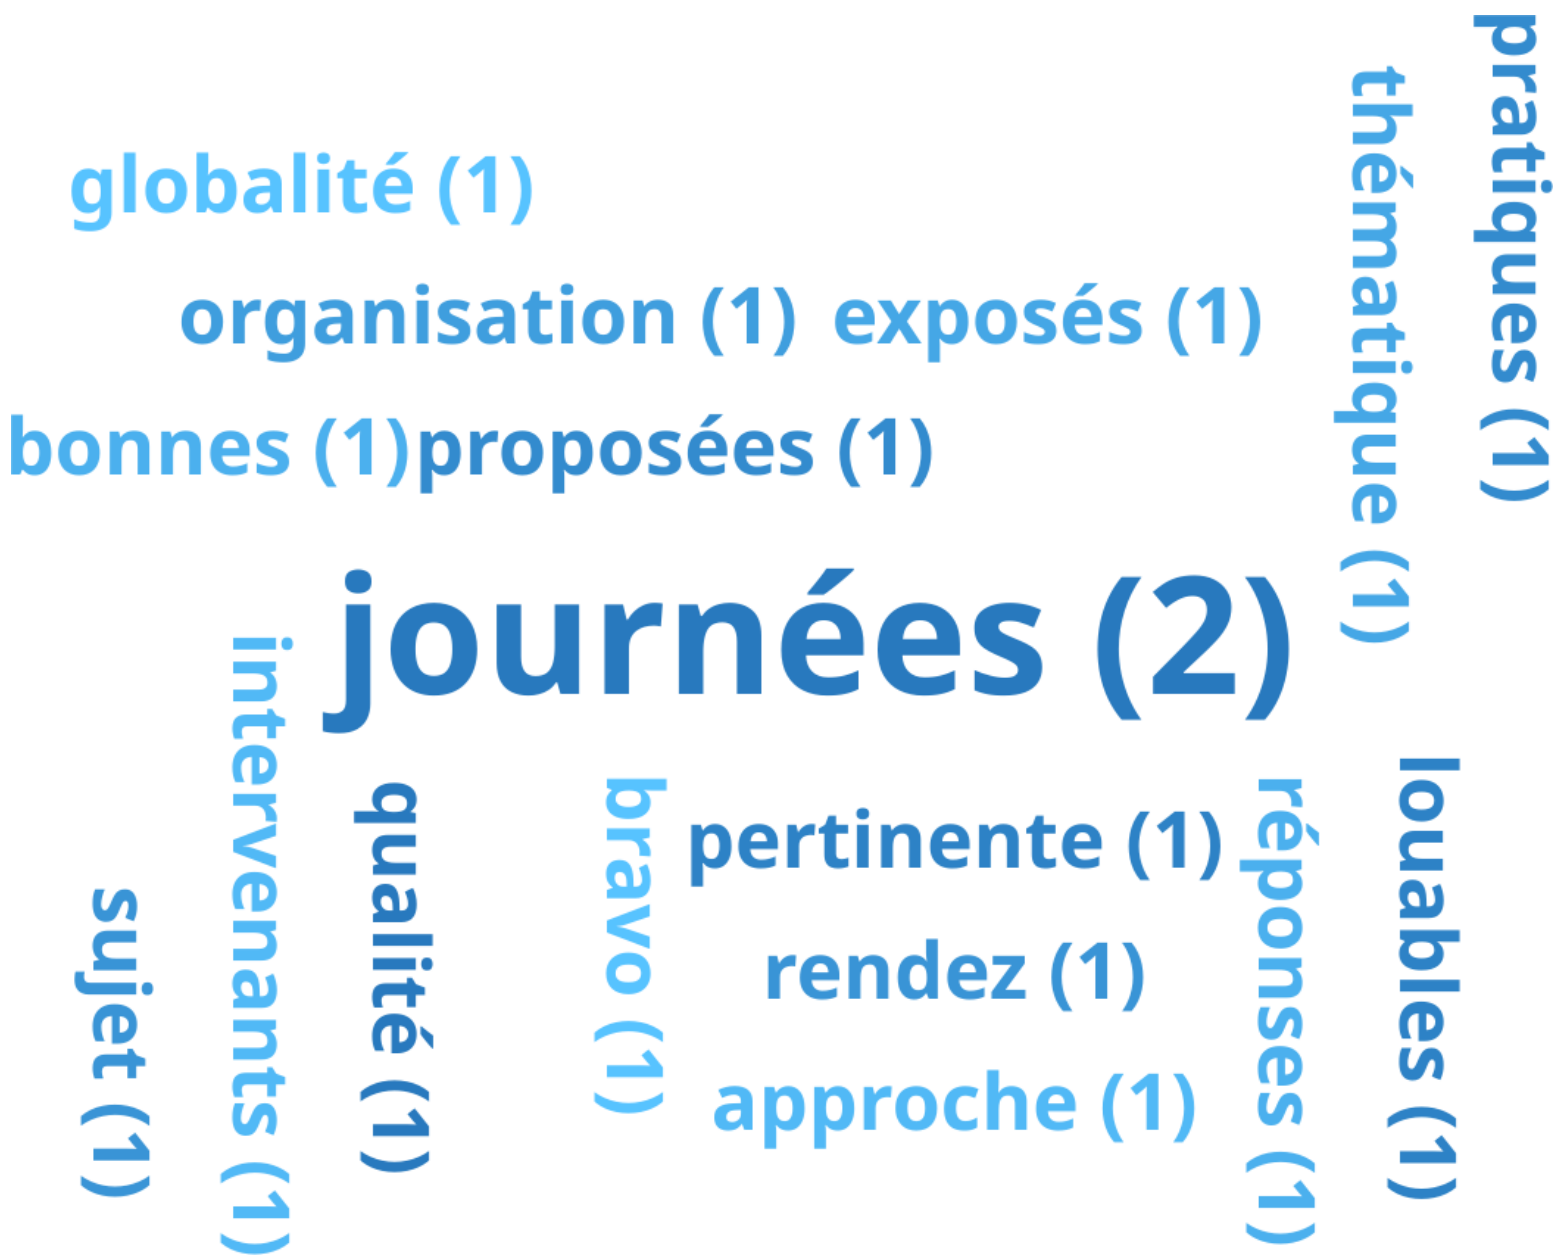 pratiques (1)
thématique (1)
globalité (1)
organisation (1) exposés (1)
bonnes (1) proposées (1)
journées (2)
intervenants (1)
qualité (1)
bravo (1)
pertinente (1)
réponses (1)
louables (1)
sujet (1)
rendez (1)
approche (1)